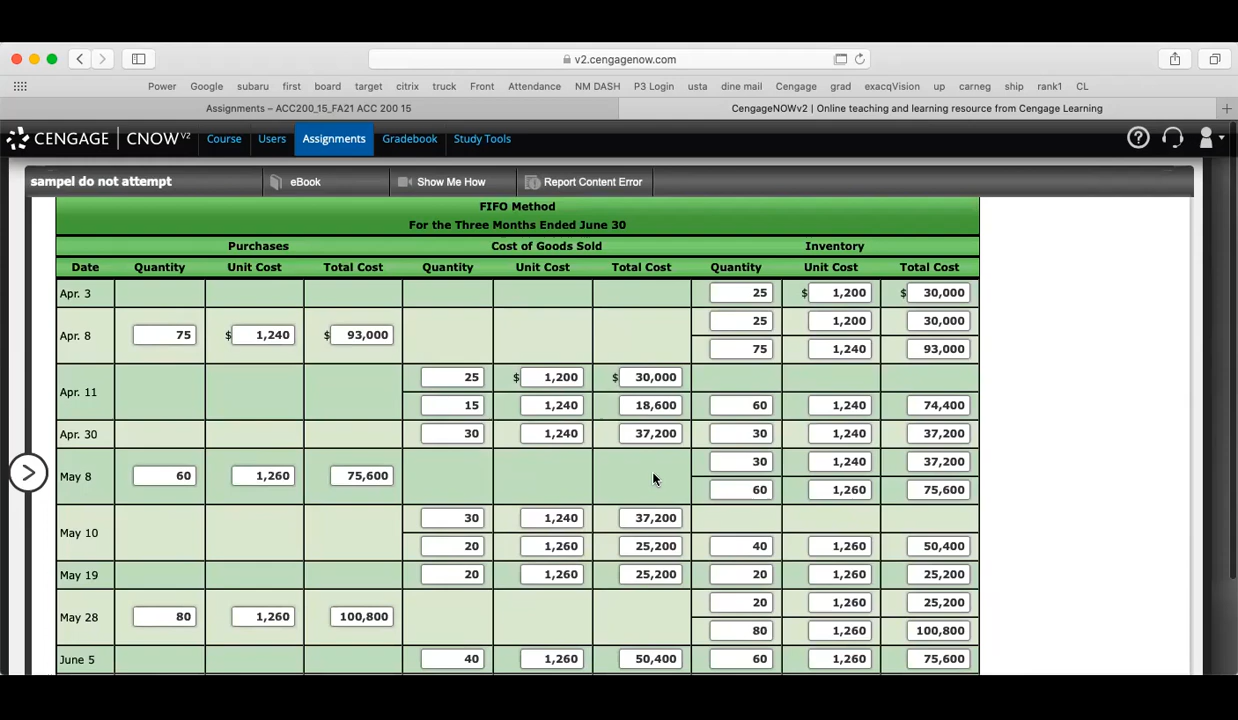 v2.cengagenow.com
Power Google subaru first board target citrix truck Front Attendance NM DASH P3 Login usta dine mail Cengage grad exacqVision up carneg ship rank1 CL
Assignments – ACC200_15_FA21 ACC 200 15 CengageNOWv2 | Online teaching and learning resource from Cengage Learning
CENGAGE | CNOWV2 Course Users Assignments Gradebook Study Tools
sampel do not attempt eBook Show Me How Report Content Error
FIFO Method
For the Three Months Ended June 30
Purchases Cost of Goods Sold Inventory
Date Quantity Unit Cost Total Cost Quantity Unit Cost Total Cost Quantity Unit Cost Total Cost
Apr. 3 25 $ 1,200 $ 30,000
25 1,200 30,000
Apr. 8 75 $ 1,240 $ 93,000
75 1,240 93,000
25 $ 1,200 $ 30,000
Apr. 11
15 1,240 18,600 60 1,240 74,400
Apr. 30 30 1,240 37,200 30 1,240 37,200
30 1,240 37,200
May 8 60 1,260 75,600
60 1,260 75,600
30 1,240 37,200
May 10
20 1,260 25,200 40 1,260 50,400
May 19 20 1,260 25,200 20 1,260 25,200
20 1,260 25,200
May 28 80 1,260 100,800
80 1,260 100,800
June 5 40 1,260 50,400 60 1,260 75,600